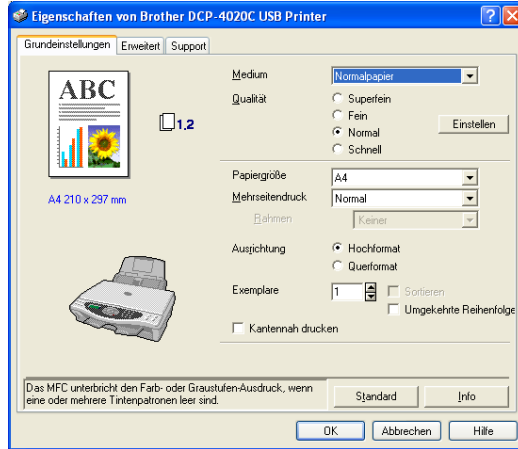 Eigenschaften von Brother DCP-4020C USB Printer
Grundeinstellungen Erweitert Support
ABC
1.2
A4 210 x 297 mm
Medium Normalpapier
Qualität Superfein
Fein
Normal
Schnell
Einstellen
Papiergröße A4
Mehrseitendruck Normal
Rahmen Keiner
Ausrichtung Hochformat
Querformat
Exemplare 1 Sortieren
Umgekehrte Reihenfolge
Kantennah drucken
Das MFC unterbricht den Farb- oder Graustufen-Ausdruck, wenn
eine oder mehrere Tintenpatronen leer sind.
Standard Info
OK Abbrechen Hilfe